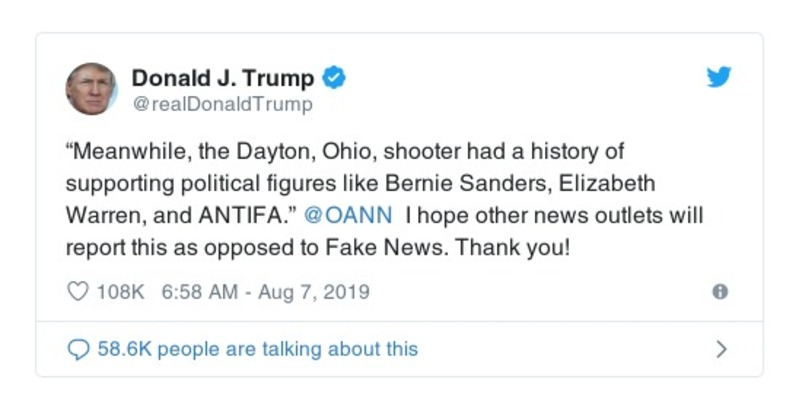 Donald J. Trump
@realDonaldTrump
“Meanwhile, the Dayton, Ohio, shooter had a history of
supporting political figures like Bernie Sanders, Elizabeth
Warren, and ANTIFA.” @OANN I hope other news outlets will
report this as opposed to Fake News. Thank you!
108K 6:58 AM - Aug 7, 2019
58.6K people are talking about this